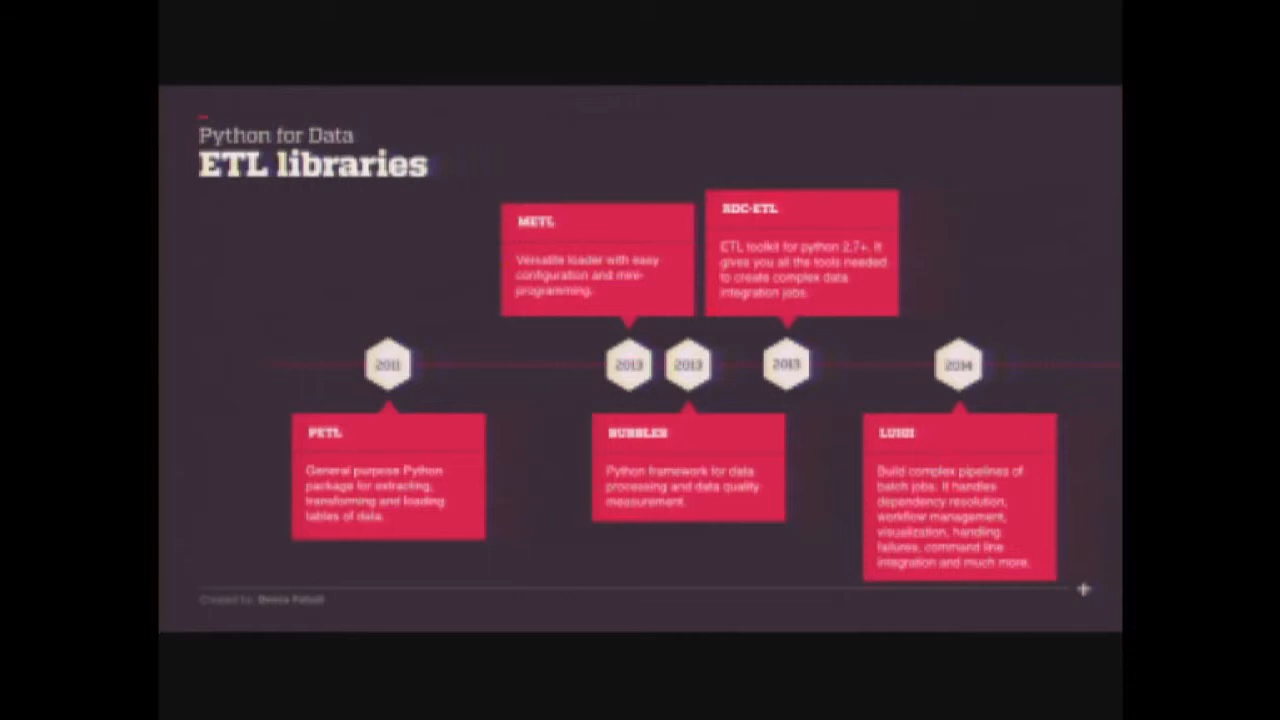 Python for Data
ETL libraries
METL
Versatile loader with easy
configuration and mini-
programming.
RDC-ETL
ETL toolkit for python 2.7+. It
gives you all the tools needed
to create complex data
integration jobs.
2011
2013
2013
2013
2014
PETL
General purpose Python
package for extracting,
transforming and loading
tables of data.
BUBBLES
Python framework for data
processing and data quality
measurement.
LUIGI
Build complex pipelines of
batch jobs. It handles
dependency resolution,
workflow management,
visualization, handling
failures, command line
integration and much more.
Created by: